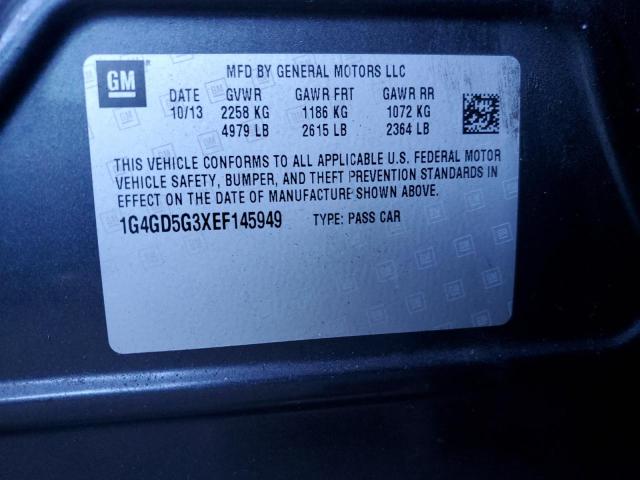 GM
MFD BY GENERAL MOTORS LLC
DATE GVWR GAWR FRT GAWR RR
10/13 2258 KG 1186 KG 1072 KG
4979 LB 2615 LB 2364 LB
THIS VEHICLE CONFORMS TO ALL APPLICABLE U.S. FEDERAL MOTOR
VEHICLE SAFETY, BUMPER, AND THEFT PREVENTION STANDARDS IN
EFFECT ON THE DATE OF MANUFACTURE SHOWN ABOVE.
1G4GD5G3XEF145949 TYPE: PASS CAR